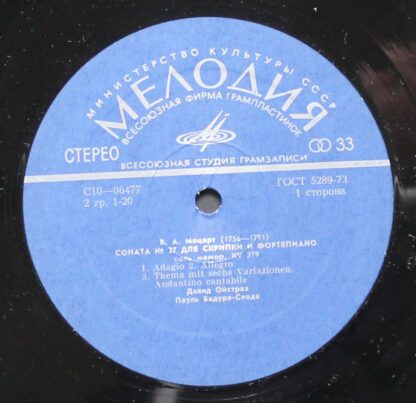 МИНИСТЕРСТВО КУЛЬТУРЫ СССР
МЕЛОДИЯ
ВСЕСОЮЗНАЯ ФИРМА ГРАМПЛАСТИНОК
СТЕРЕО 33
ВСЕСОЮЗНАЯ СТУДИЯ ГРАМЗАПИСИ
С10—06477 ГОСТ 5289-73
2 гр. 1-20 1 сторона
В. А. Моцарт (1756—1791)
СОНАТА № 37 ДЛЯ СКРИПКИ И ФОРТЕПИАНО
соль мажор, KV 379
1. Adagio 2. Allegro
3. Thema mit sechs Variazionen.
Andantino cantabile
Давид Ойстрах
Пауль Бадура-Скода